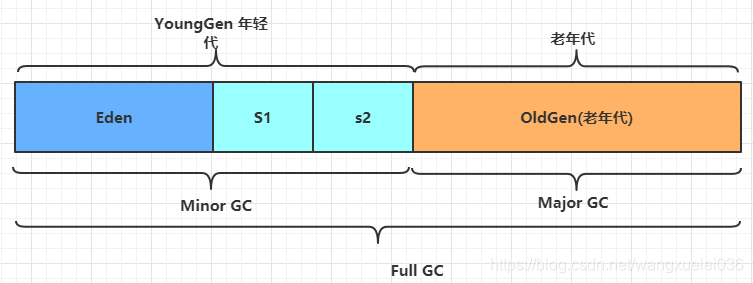 YoungGen 年轻
代
老年代
Eden
S1
s2
OldGen(老年代)
Minor GC
Major GC
Full GC
https://blog.csdn.net/wangxuelei036